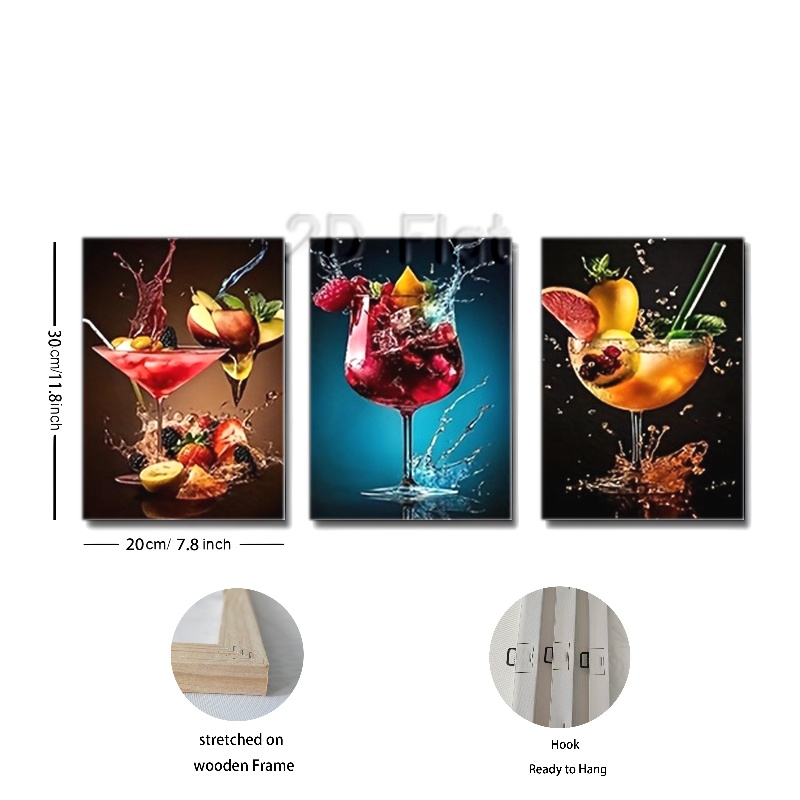 2D Flat
30cm/11.8inch
20cm/ 7.8 inch
stretched on
wooden Frame
Hook
Ready to Hang